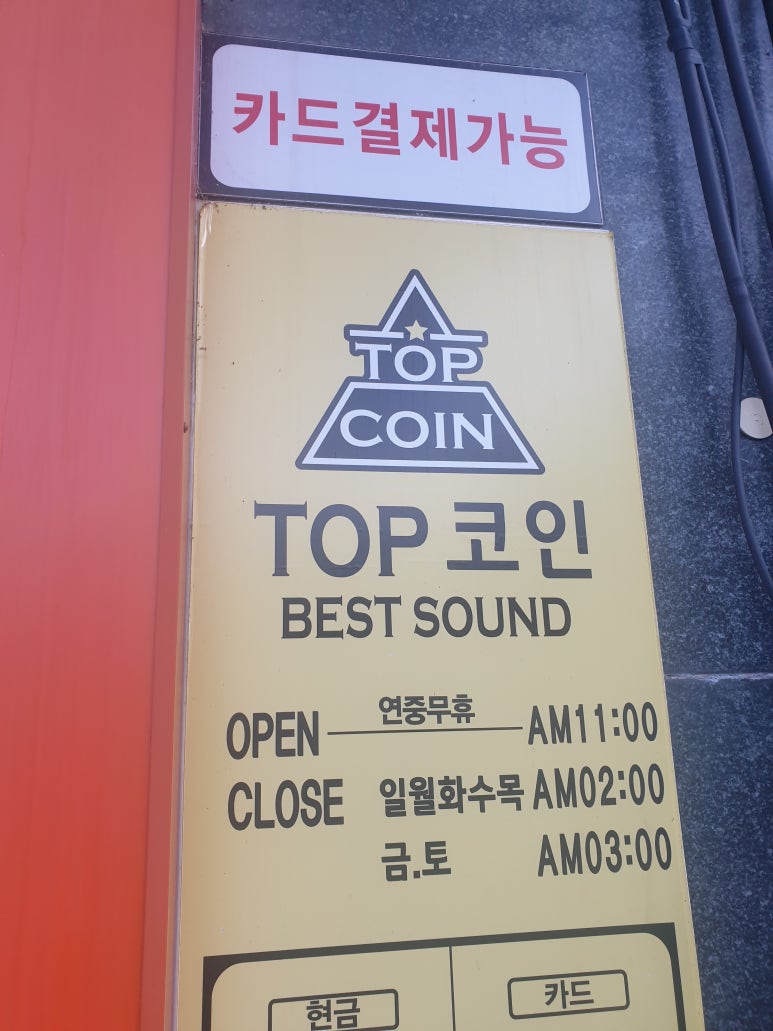 카드결제가능
TOP
COIN
TOP 코인
BEST SOUND
OPEN 연중무휴 AM11:00
CLOSE 일월화수목 AM02:00
금.토 AM03:00
현금 카드